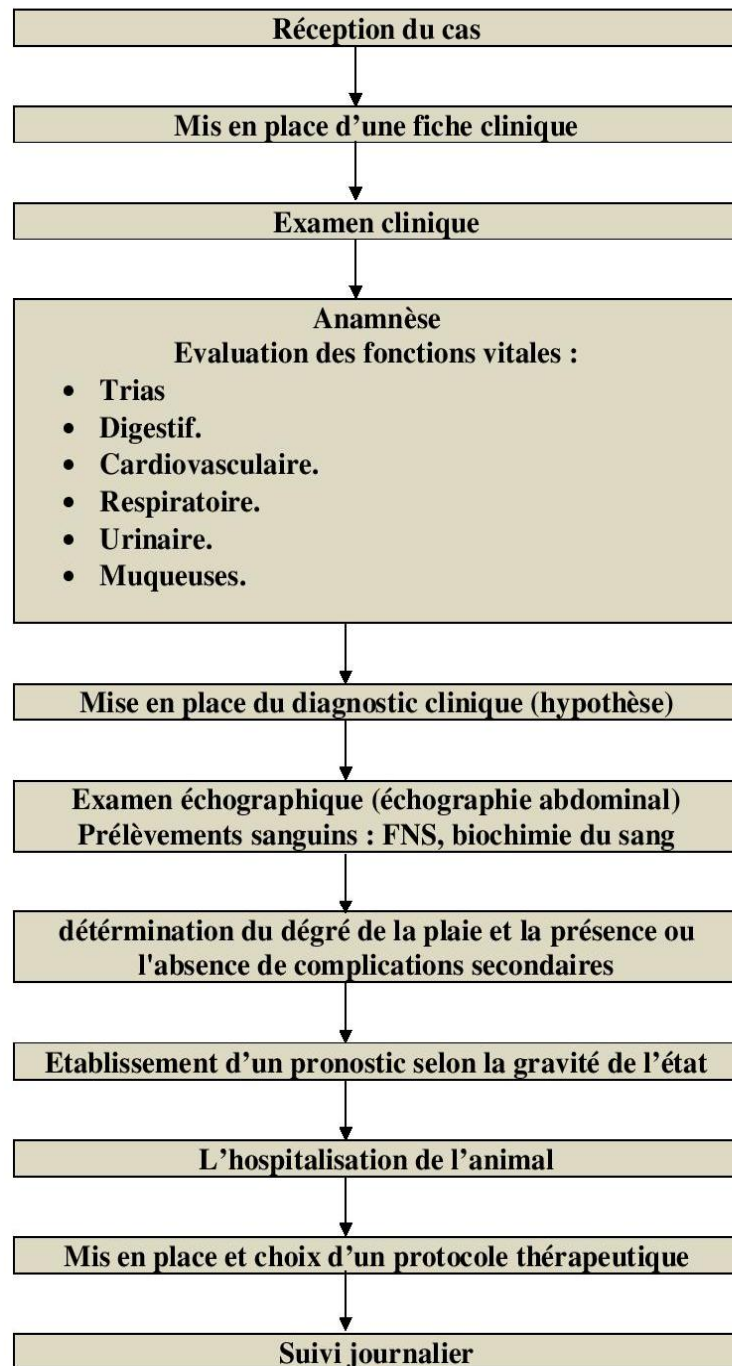 Réception du cas
Mis en place d’une fiche clinique
Examen clinique
Anamnèse
Evaluation des fonctions vitales :
• Trias
• Digestif.
• Cardiovasculaire.
• Respiratoire.
• Urinaire.
• Muqueuses.
Mise en place du diagnostic clinique (hypothèse)
Examen échographique (échographie abdominal)
Prélèvements sanguins : FNS, biochimie du sang
détérmination du dégré de la plaie et la présence ou
l'absence de complications secondaires
Etablissement d’un pronostic selon la gravité de l’état
L’hospitalisation de l’animal
Mis en place et choix d’un protocole thérapeutique
Suivi journalier